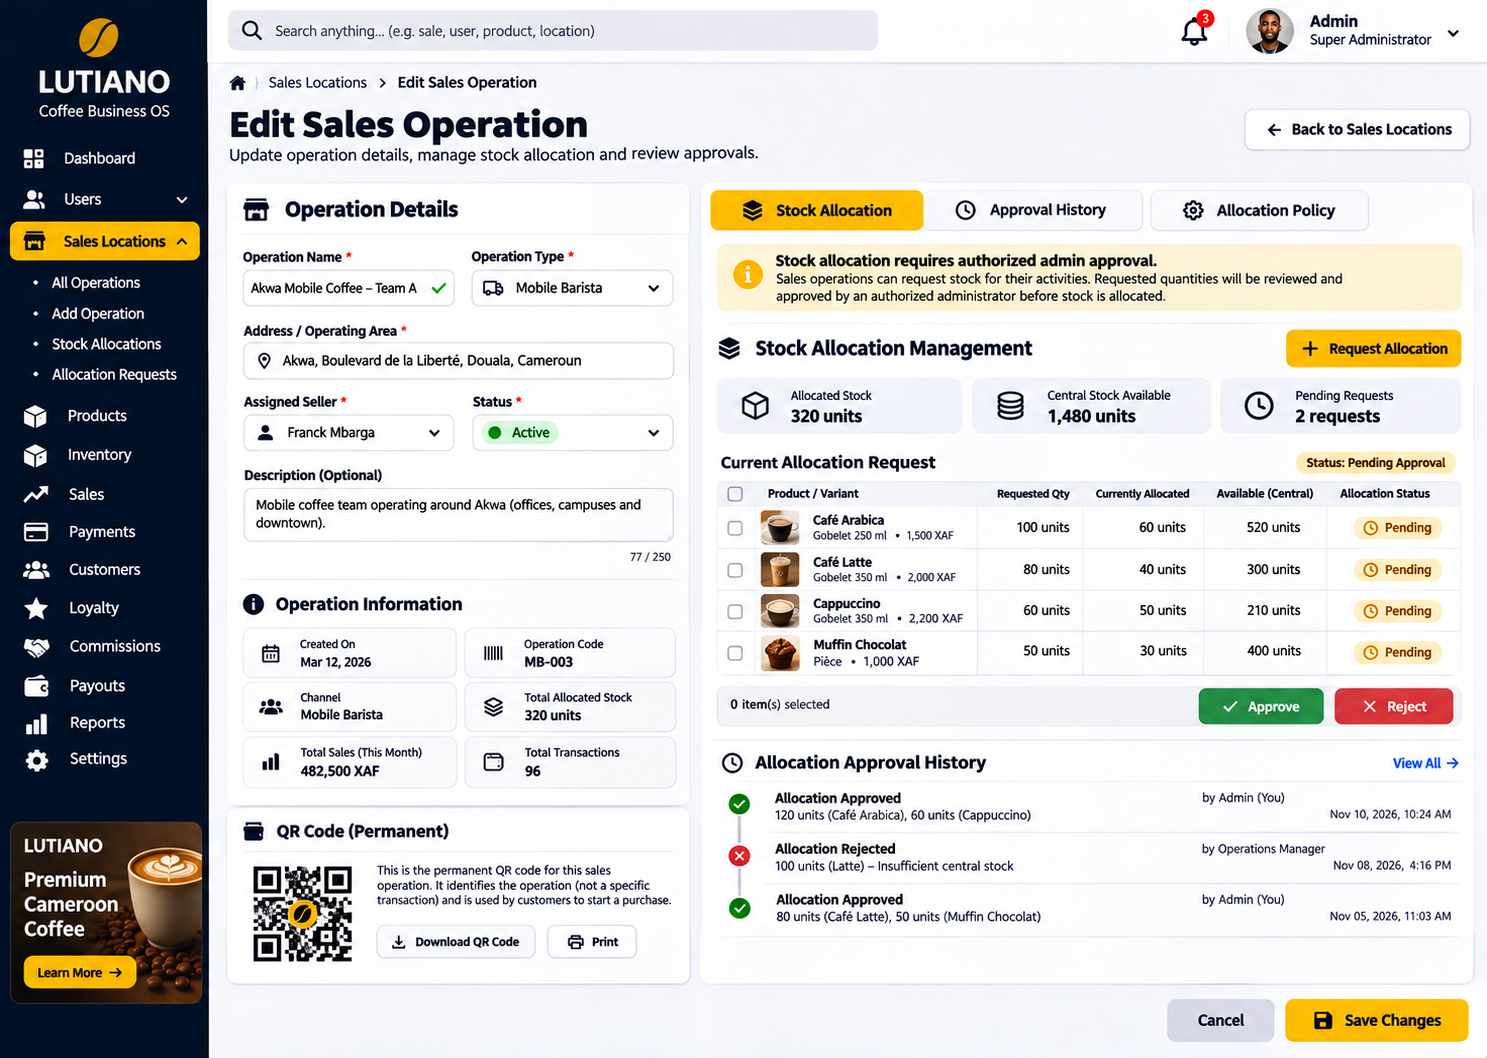 LUTIANO
Coffee Business OS
Dashboard
Users
Sales Locations
• All Operations
• Add Operation
• Stock Allocations
• Allocation Requests
Products
Inventory
Sales
Payments
Customers
Loyalty
Commissions
Payouts
Reports
Settings
LUTIANO
Premium
Cameroon
Coffee
Learn More →
Search anything... (e.g. sale, user, product, location)
3
Admin
Super Administrator
Sales Locations > Edit Sales Operation
Edit Sales Operation
Update operation details, manage stock allocation and review approvals.
← Back to Sales Locations
Operation Details
Operation Name *
Operation Type *
Akwa Mobile Coffee – Team A
Mobile Barista
Address / Operating Area *
Akwa, Boulevard de la Liberté, Douala, Cameroun
Assigned Seller *
Status *
Franck Mbarga
Active
Description (Optional)
Mobile coffee team operating around Akwa (offices, campuses and
downtown).
77 / 250
Operation Information
Created On
Mar 12, 2026
Operation Code
MB-003
Channel
Mobile Barista
Total Allocated Stock
320 units
Total Sales (This Month)
482,500 XAF
Total Transactions
96
QR Code (Permanent)
This is the permanent QR code for this sales
operation. It identifies the operation (not a specific
transaction) and is used by customers to start a purchase.
Download QR Code
Print
Stock Allocation
Approval History
Allocation Policy
Stock allocation requires authorized admin approval.
Sales operations can request stock for their activities. Requested quantities will be reviewed and
approved by an authorized administrator before stock is allocated.
Stock Allocation Management
+ Request Allocation
Allocated Stock
320 units
Central Stock Available
1,480 units
Pending Requests
2 requests
Current Allocation Request
Status: Pending Approval
Product / Variant Requested Qty Currently Allocated Available (Central) Allocation Status
Café Arabica
Gobelet 250 ml • 1,500 XAF
100 units 60 units 520 units Pending
Café Latte
Gobelet 350 ml • 2,000 XAF
80 units 40 units 300 units Pending
Cappuccino
Gobelet 350 ml • 2,200 XAF
60 units 50 units 210 units Pending
Muffin Chocolat
Pièce • 1,000 XAF
50 units 30 units 400 units Pending
0 item(s) selected
Approve
Reject
Allocation Approval History
View All →
Allocation Approved
by Admin (You)
120 units (Café Arabica), 60 units (Cappuccino)
Nov 10, 2026, 10:24 AM
Allocation Rejected
by Operations Manager
100 units (Latte) – Insufficient central stock
Nov 08, 2026, 4:16 PM
Allocation Approved
by Admin (You)
80 units (Café Latte), 50 units (Muffin Chocolat)
Nov 05, 2026, 11:03 AM
Cancel
Save Changes